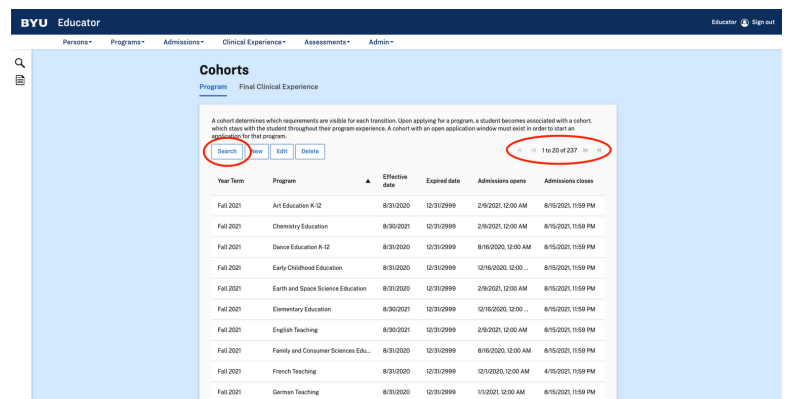 BYU Educator
Educator Sign out
Persons Programs Admissions Clinical Experience Assessments Admin
Cohorts
Program Final Clinical Experience
A cohort determines which requirements are visible for each transition. Upon applying for a program, a student becomes associated with a cohort,
which stays with the student throughout their program experience. A cohort with an open application window must exist in order to start an
application for that program.
Search New Edit Delete
1 to 20 of 237
Year Term Program Effective date Expired date Admissions opens Admissions closes
Fall 2021 Art Education K-12 8/31/2020 12/31/2999 2/9/2021, 12:00 AM 8/15/2021, 11:59 PM
Fall 2021 Chemistry Education 8/30/2021 12/31/2999 2/9/2021, 12:00 AM 8/15/2021, 11:59 PM
Fall 2021 Dance Education K-12 8/31/2020 12/31/2999 8/16/2020, 12:00 AM 8/15/2021, 11:59 PM
Fall 2021 Early Childhood Education 8/31/2020 12/31/2999 12/16/2020, 12:00 ... 8/15/2021, 11:59 PM
Fall 2021 Earth and Space Science Education 8/31/2020 12/31/2999 2/9/2021, 12:00 AM 8/15/2021, 11:59 PM
Fall 2021 Elementary Education 8/30/2021 12/31/2999 12/16/2020, 12:00 ... 8/15/2021, 11:59 PM
Fall 2021 English Teaching 8/30/2021 12/31/2999 2/9/2021, 12:00 AM 8/15/2021, 11:59 PM
Fall 2021 Family and Consumer Sciences Edu... 8/31/2020 12/31/2999 8/16/2020, 12:00 AM 8/15/2021, 11:59 PM
Fall 2021 French Teaching 8/31/2020 12/31/2999 12/1/2020, 12:00 AM 4/15/2021, 11:59 PM
Fall 2021 German Teaching 8/31/2020 12/31/2999 1/1/2021, 12:00 AM 8/15/2021, 11:59 PM